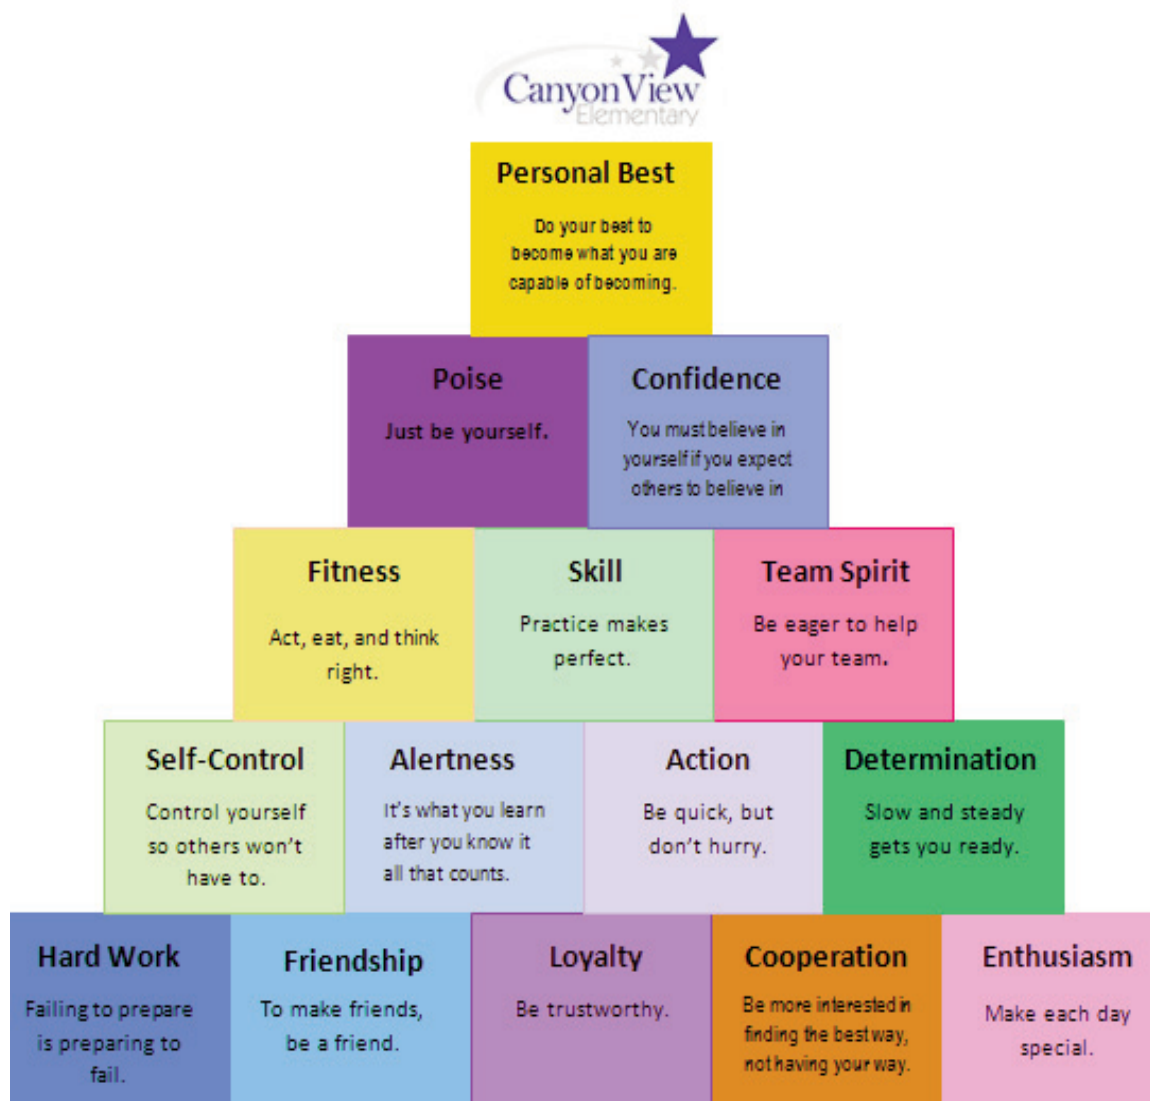 CanyonView
Elementary
Personal Best
Do your best to
become what you are
capable of becoming.
Poise
Just be yourself.
Confidence
You must believe in
yourself if you expect
others to believe in
Fitness
Act, eat, and think
right.
Skill
Practice makes
perfect.
Team Spirit
Be eager to help
your team.
Self-Control
Control yourself
so others won't
have to.
Alertness
It's what you learn
after you know it
all that counts.
Action
Be quick, but
don't hurry.
Determination
Slow and steady
gets you ready.
Hard Work
Failing to prepare
is preparing to
fail.
Friendship
To make friends,
be a friend.
Loyalty
Be trustworthy.
Cooperation
Be more interested in
finding the best way,
not having your way.
Enthusiasm
Make each day
special.